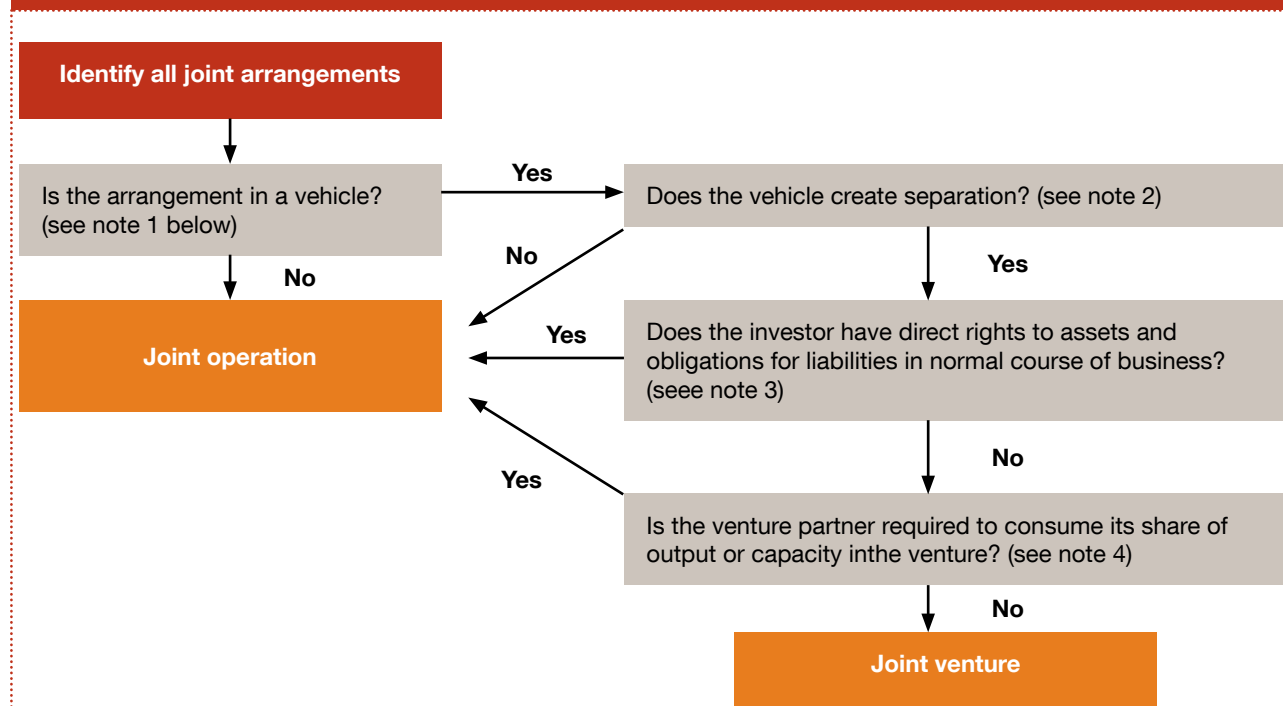 Identify all joint arrangements
Is the arrangement in a vehicle?
(see note 1 below)
Yes
Does the vehicle create separation? (see note 2)
No
No
Yes
Joint operation
Yes
Does the investor have direct rights to assets and
obligations for liabilities in normal course of business?
(seee note 3)
No
Yes
Is the venture partner required to consume its share of
output or capacity inthe venture? (see note 4)
No
Joint venture